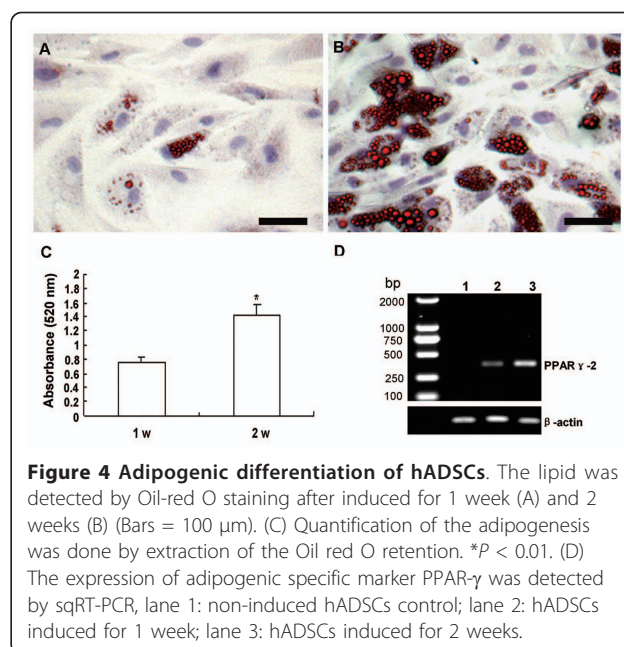 A
B
C
Absorbance (520 nm)
2
1.8
1.6
1.4
1.2
1
0.8
0.6
0.4
0.2
0
*
1 w
2 w
D
bp
1 2 3
2000
1000
750
500
250
100
PPAR γ-2
β-actin
Figure 4 Adipogenic differentiation of hADSCs. The lipid was
detected by Oil-red O staining after induced for 1 week (A) and 2
weeks (B) (Bars = 100 μm). (C) Quantification of the adipogenesis
was done by extraction of the Oil red O retention. *P < 0.01. (D)
The expression of adipogenic specific marker PPAR-γ was detected
by sqRT-PCR, lane 1: non-induced hADSCs control; lane 2: hADSCs
induced for 1 week; lane 3: hADSCs induced for 2 weeks.